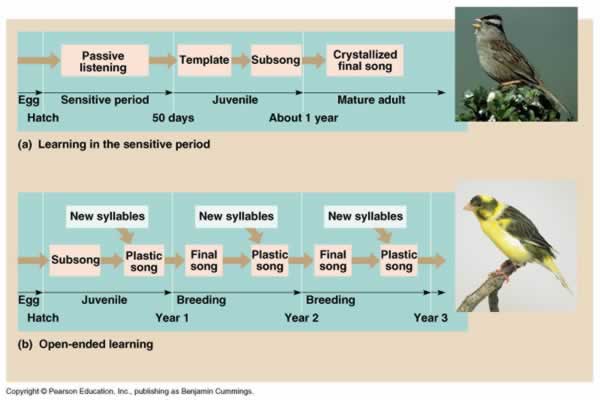 Passive
listening
Template
Subsong
Crystallized
final song
Egg Sensitive period Juvenile Mature adult
Hatch 50 days About 1 year
(a) Learning in the sensitive period
New syllables New syllables New syllables
Subsong
Plastic
song
Final
song
Plastic
song
Final
song
Plastic
song
Egg Juvenile Breeding Breeding
Hatch Year 1 Year 2 Year 3
(b) Open-ended learning
Copyright © Pearson Education, Inc., publishing as Benjamin Cummings.